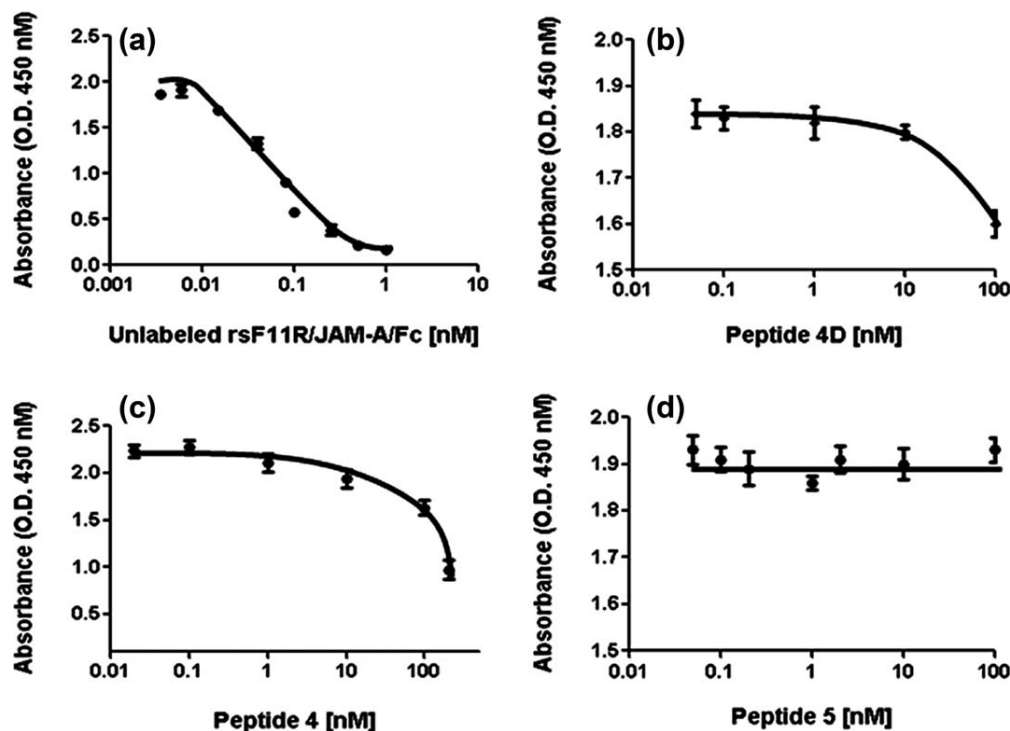 (a)
Absorbance (O.D. 450 nM)
2.5
2.0
1.5
1.0
0.5
0.0
0.001 0.01 0.1 1 10
Unlabeled rsF11R/JAM-A/Fc [nM]
(b)
Absorbance (O.D. 450 nM)
2.0
1.9
1.8
1.7
1.6
1.5
0.01 0.1 1 10 100
Peptide 4D [nM]
(c)
Absorbance (O.D. 450 nM)
2.5
2.0
1.5
1.0
0.5
0.01 0.1 1 10 100
Peptide 4 [nM]
(d)
Absorbance (O.D. 450 nM)
2.0
1.9
1.8
1.7
1.6
1.5
0.01 0.1 1 10 100
Peptide 5 [nM]